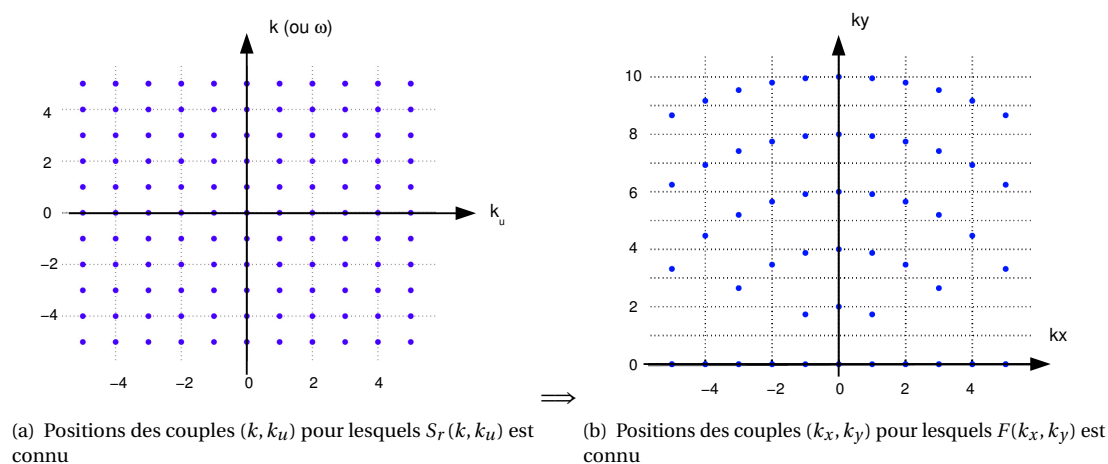 k (ou ω)
4
2
0
−2
−4
k_u
−4 −2 0 2 4
ky
10
8
6
4
2
0
kx
−4 −2 0 2 4
⟹
(a) Positions des couples (k, k_u) pour lesquels S_r(k, k_u) est
connu
(b) Positions des couples (k_x, k_y) pour lesquels F(k_x, k_y) est
connu